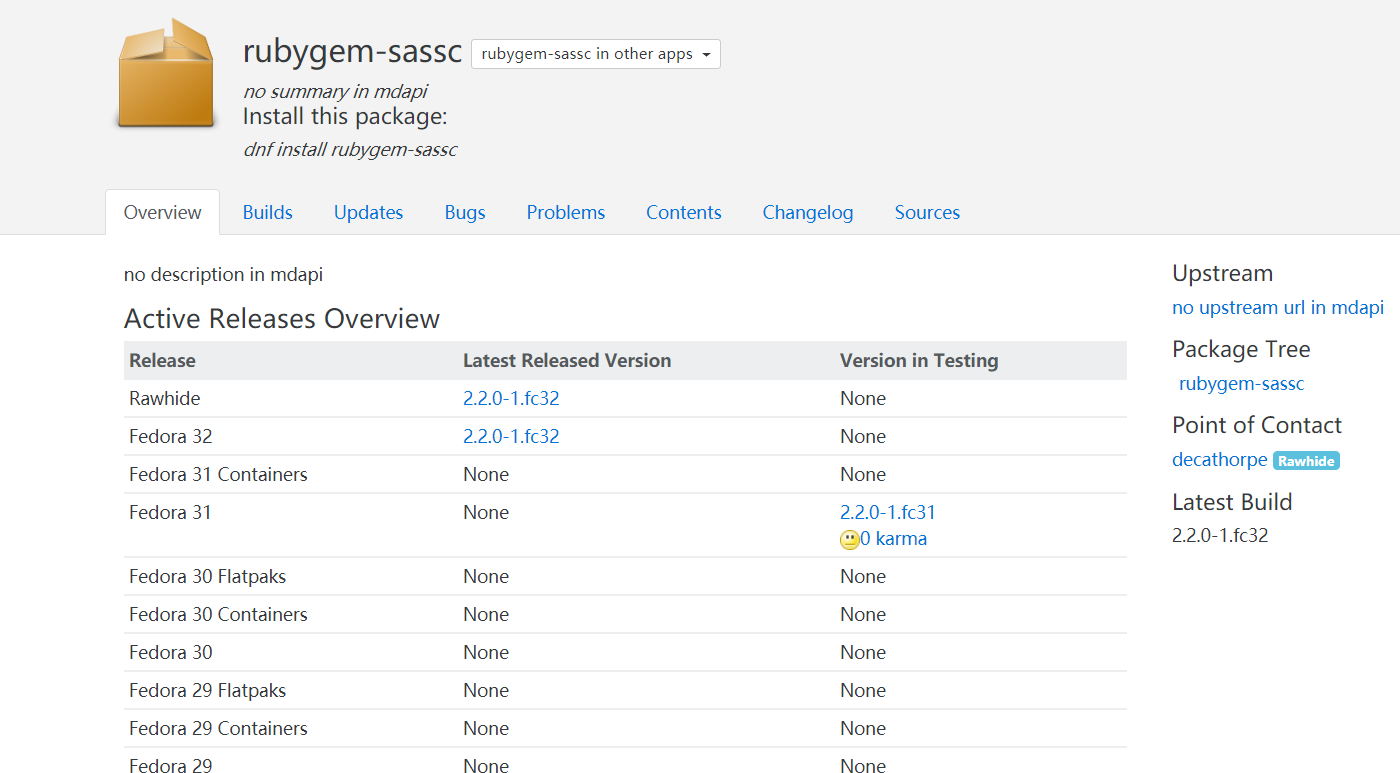 rubygem-sassc rubygem-sassc in other apps
no summary in mdapi
Install this package:
dnf install rubygem-sassc
Overview Builds Updates Bugs Problems Contents Changelog Sources
no description in mdapi
Active Releases Overview
Release Latest Released Version Version in Testing
Rawhide 2.2.0-1.fc32 None
Fedora 32 2.2.0-1.fc32 None
Fedora 31 Containers None None
Fedora 31 None 2.2.0-1.fc31
0 karma
Fedora 30 Flatpaks None None
Fedora 30 Containers None None
Fedora 30 None None
Fedora 29 Flatpaks None None
Fedora 29 Containers None None
Fedora 29 None None
Upstream
no upstream url in mdapi
Package Tree
rubygem-sassc
Point of Contact
decathorpe Rawhide
Latest Build
2.2.0-1.fc32